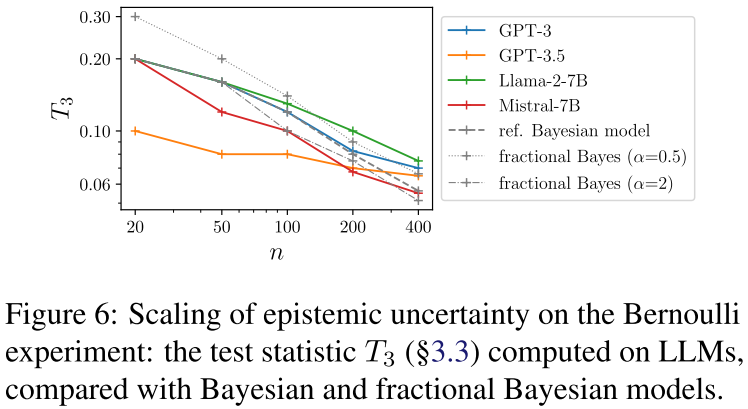 0.30
0.20
0.10
0.06
T₃
20
50
100
200
400
n
GPT-3
GPT-3.5
Llama-2-7B
Mistral-7B
ref. Bayesian model
fractional Bayes (α=0.5)
fractional Bayes (α=2)
Figure 6: Scaling of epistemic uncertainty on the Bernoulli
experiment: the test statistic T₃ (§3.3) computed on LLMs,
compared with Bayesian and fractional Bayesian models.